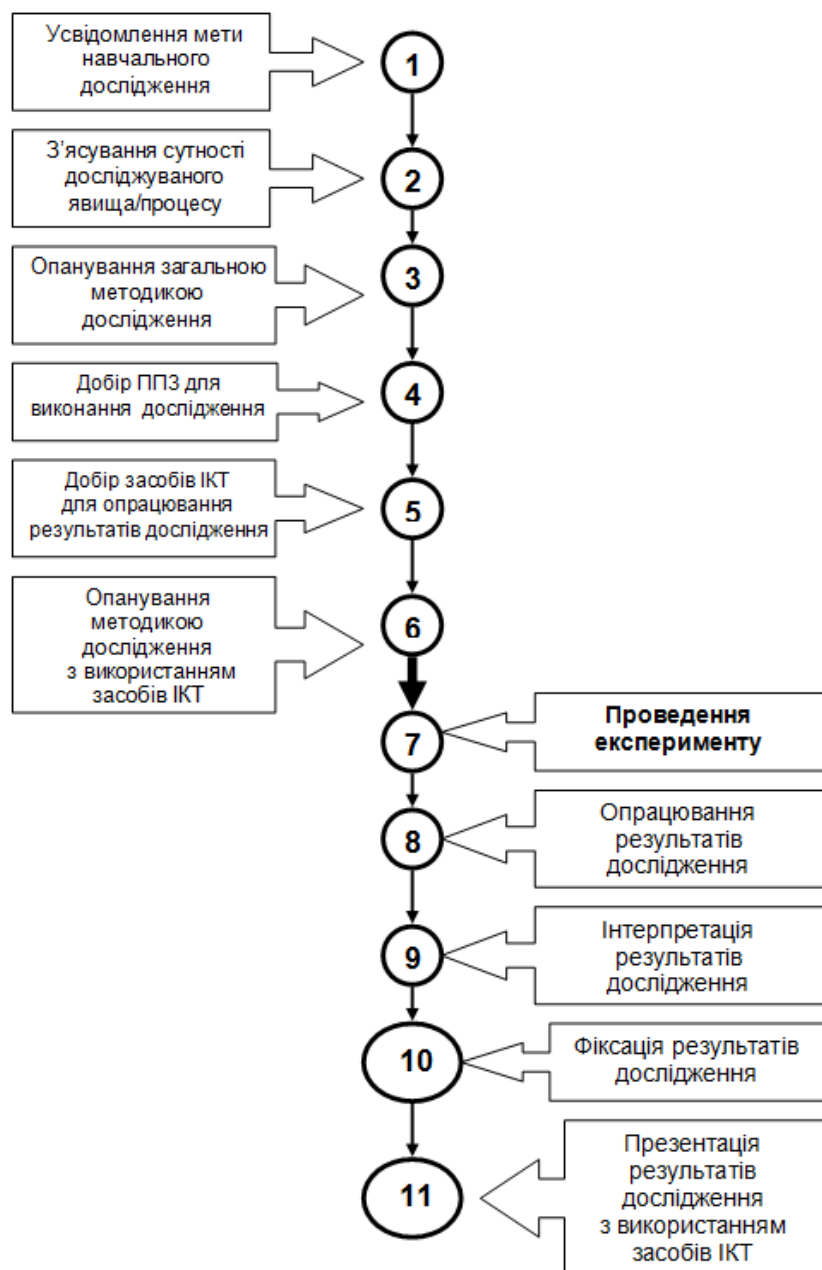 Усвідомлення мети
навчального
дослідження
1
З'ясування сутності
досліджуваного
явища/процесу
2
Опанування загальною
методикою
дослідження
3
Добір ППЗ для
виконання дослідження
4
Добір засобів ІКТ
для опрацювання
результатів дослідження
5
Опанування
методикою
дослідження
з використанням
засобів ІКТ
6
7
Проведення
експерименту
8
Опрацювання
результатів
дослідження
9
Інтерпретація
результатів
дослідження
10
Фіксація результатів
дослідження
11
Презентація
результатів
дослідження
з використанням
засобів ІКТ